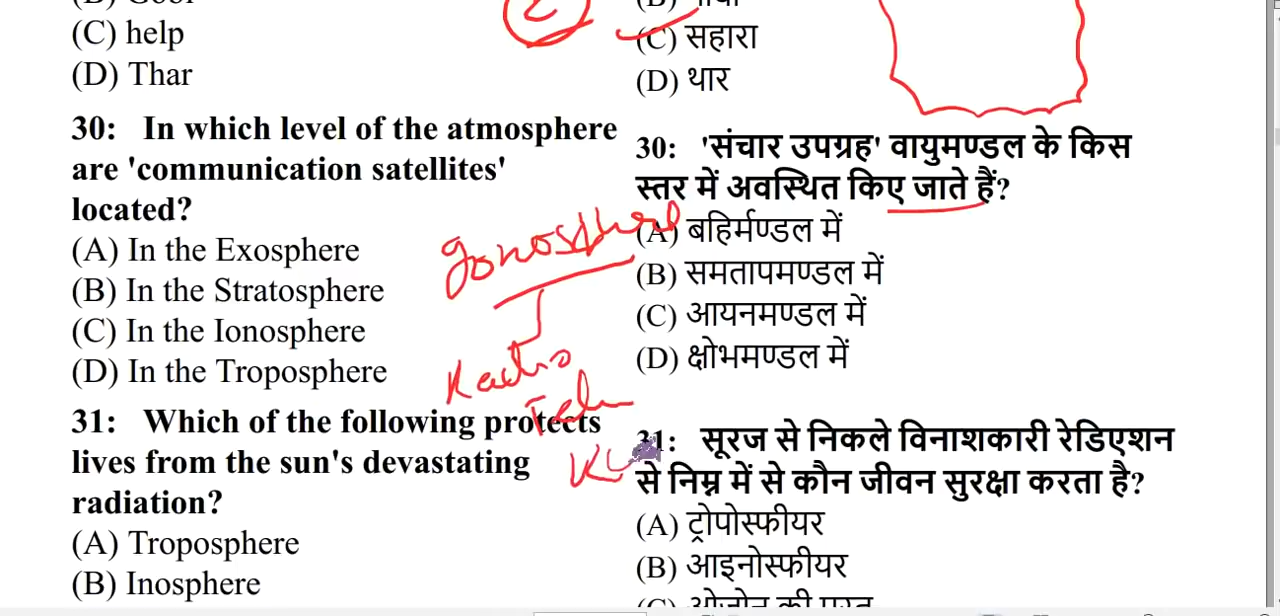 (C) help
(D) Thar
30: In which level of the atmosphere
are 'communication satellites'
located?
(A) In the Exosphere
(B) In the Stratosphere
(C) In the Ionosphere
(D) In the Troposphere
31: Which of the following protects
lives from the sun's devastating
radiation?
(A) Troposphere
(B) Inosphere
(C) सहारा
(D) थार
30: 'संचार उपग्रह' वायुमण्डल के किस
स्तर में अवस्थित किए जाते हैं?
(A) बहिर्मण्डल में
(B) समतापमण्डल में
(C) आयनमण्डल में
(D) क्षोभमण्डल में
31: सूरज से निकले विनाशकारी रेडिएशन
से निम्न में से कौन जीवन सुरक्षा करता है?
(A) ट्रोपोस्फीयर
(B) आइनोस्फीयर
Radio